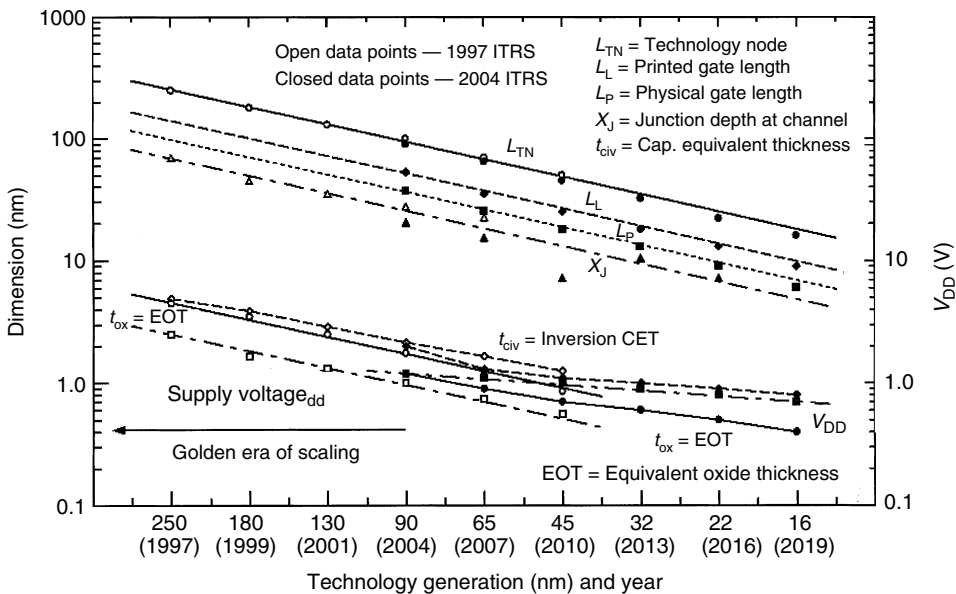 1000
100
10
1.0
0.1
Dimension (nm)
Open data points — 1997 ITRS
Closed data points — 2004 ITRS
L_TN = Technology node
L_L = Printed gate length
L_P = Physical gate length
X_J = Junction depth at channel
t_civ = Cap. equivalent thickness
L_TN
L_L
L_P
X_J
t_ox = EOT
t_civ = Inversion CET
Supply voltage_dd
Golden era of scaling
t_ox = EOT
V_DD
EOT = Equivalent oxide thickness
1000
10
1.0
0.1
V_DD (V)
250 180 130 90 65 45 32 22 16
(1997) (1999) (2001) (2004) (2007) (2010) (2013) (2016) (2019)
Technology generation (nm) and year